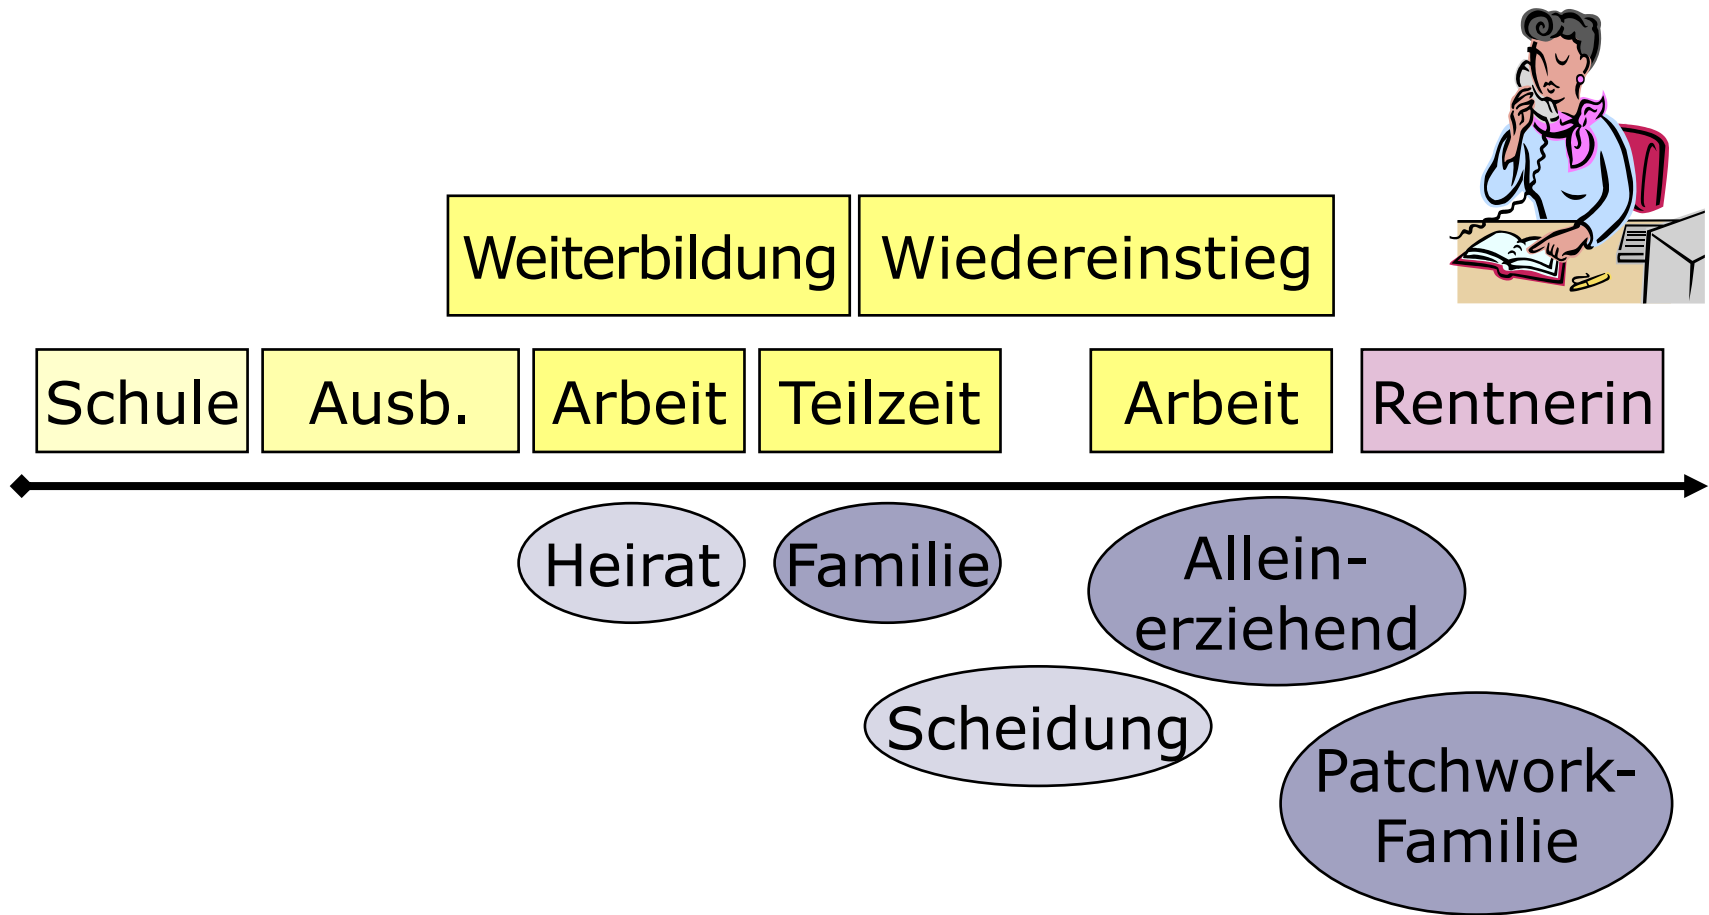 Weiterbildung
Wiedereinstieg
Schule
Ausb.
Arbeit
Teilzeit
Arbeit
Rentnerin
Heirat
Familie
Allein-
erziehend
Scheidung
Patchwork-
Familie